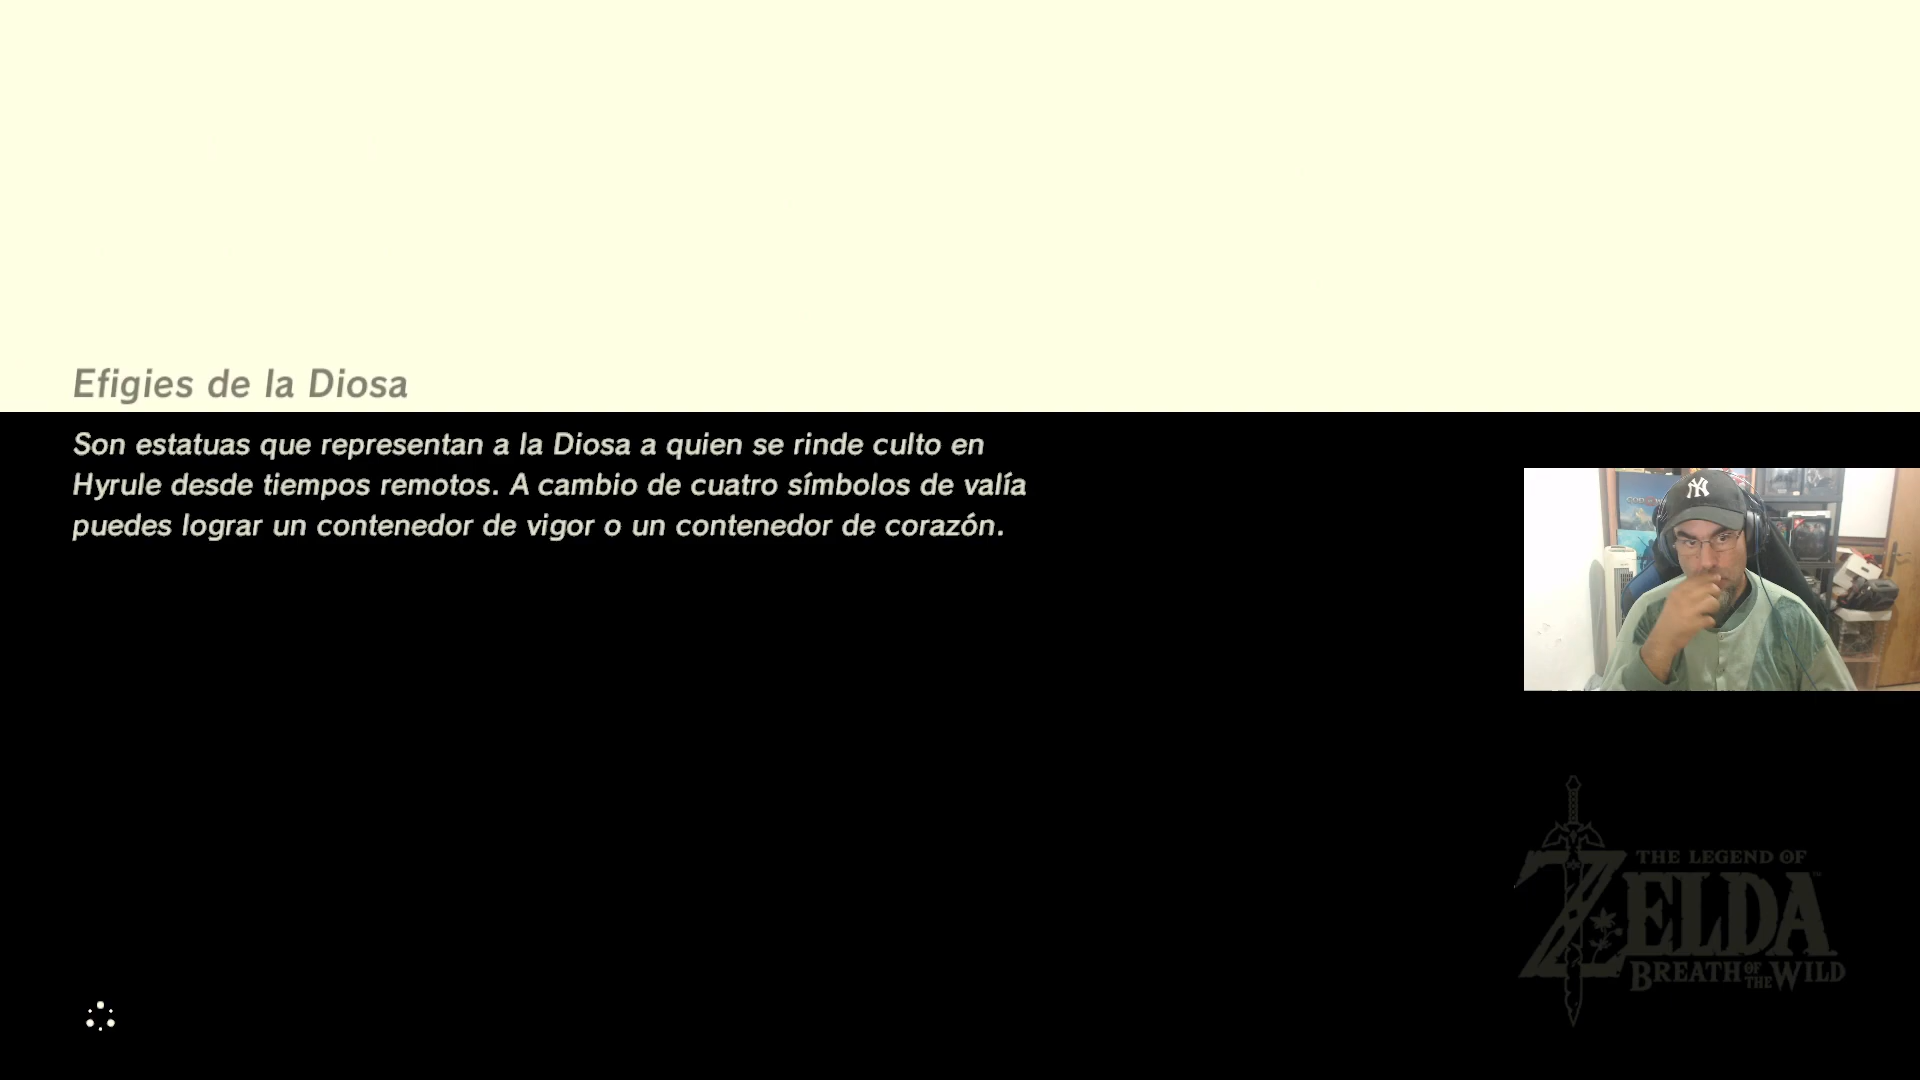 Efigies de la Diosa
Son estatuas que representan a la Diosa a quien se rinde culto en
Hyrule desde tiempos remotos. A cambio de cuatro símbolos de valía
puedes lograr un contenedor de vigor o un contenedor de corazón.
NY
THE LEGEND OF
ZELDA
BREATH OF THE WILD